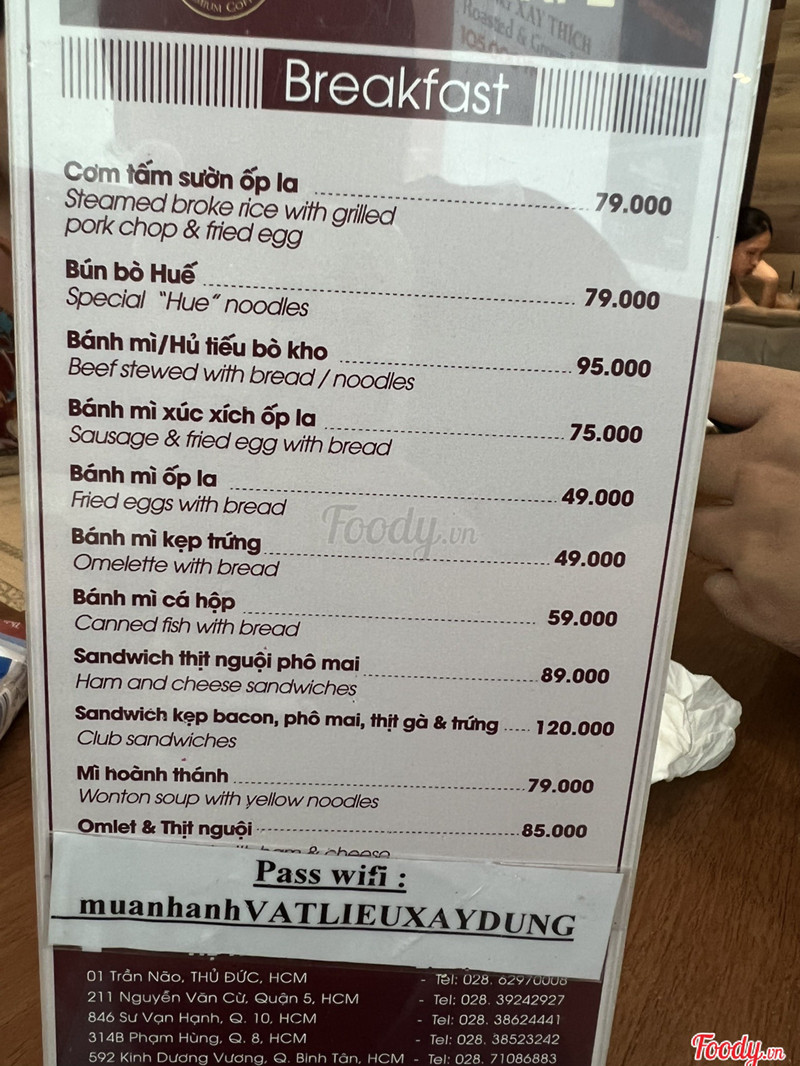 XAY THÍCH
Roasted &
Breakfast
Cơm tấm sườn ốp la 79.000
Steamed broke rice with grilled
pork chop & fried egg
Bún bò Huế 79.000
Special "Hue" noodles
Bánh mì/Hủ tiếu bò kho 95.000
Beef stewed with bread / noodles
Bánh mì xúc xích ốp la 75.000
Sausage & fried egg with bread
Bánh mì ốp la 49.000
Fried eggs with bread
Bánh mì kẹp trứng 49.000
Omelette with bread
Bánh mì cá hộp 59.000
Canned fish with bread
Sandwich thịt nguội phô mai 89.000
Ham and cheese sandwiches
Sandwich kẹp bacon, phô mai, thịt gà & trứng 120.000
Club sandwiches
Mì hoành thánh 79.000
Wonton soup with yellow noodles
Omlet & Thịt nguội 85.000
ham & cheese
Pass wifi :
muanhanhVATLIEUXAYDUNG
01 Trần Não, THỦ ĐỨC, HCM - Tel: 028. 62970008
211 Nguyễn Văn Cừ, Quận 5, HCM - Tel: 028. 39242927
846 Sư Vạn Hạnh, Q. 10, HCM - Tel: 028. 38624441
314B Phạm Hùng, Q. 8, HCM - Tel: 028. 38523242
592 Kinh Dương Vương, Q. Bình Tân, HCM - Tel: 028. 71086883
Foody.vn
Foody.vn